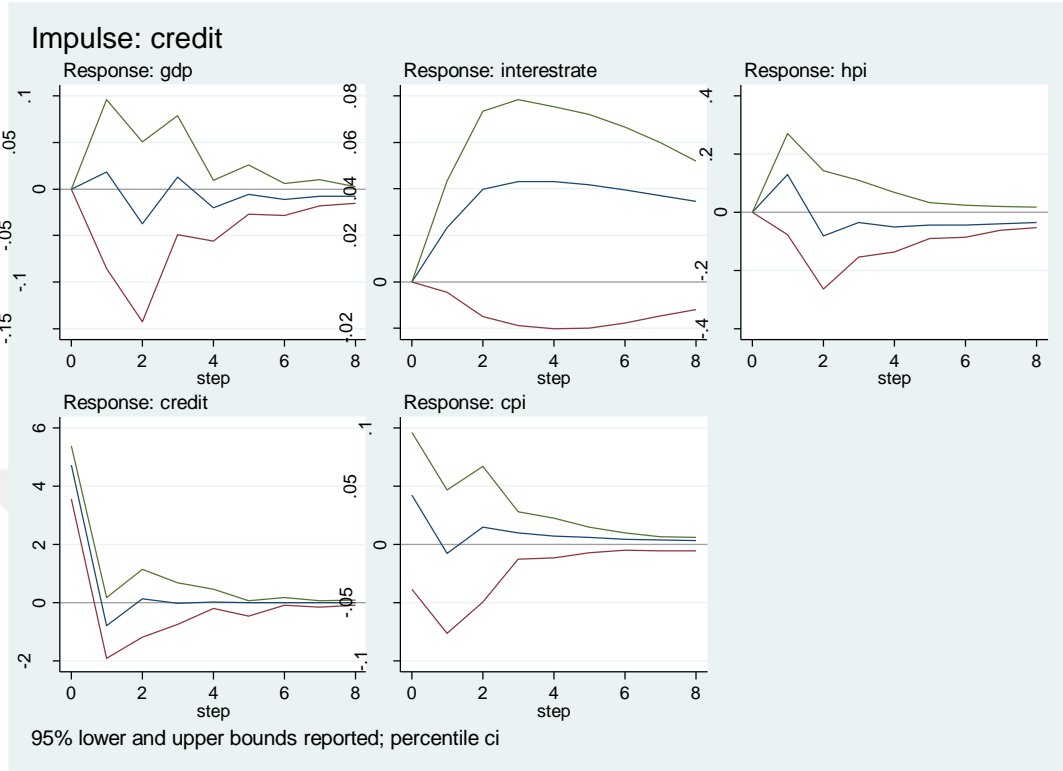 Impulse: credit
Response: gdp
.1
.05
0
-.05
-.1
-.15
0 2 4 6 8
step
Response: interestrate
.08
.06
.04
.02
0
-.02
0 2 4 6 8
step
Response: hpi
.4
.2
0
-.2
-.4
0 2 4 6 8
step
Response: credit
6
4
2
0
-2
0 2 4 6 8
step
Response: cpi
.1
.05
0
-.05
-.1
0 2 4 6 8
step
95% lower and upper bounds reported; percentile ci